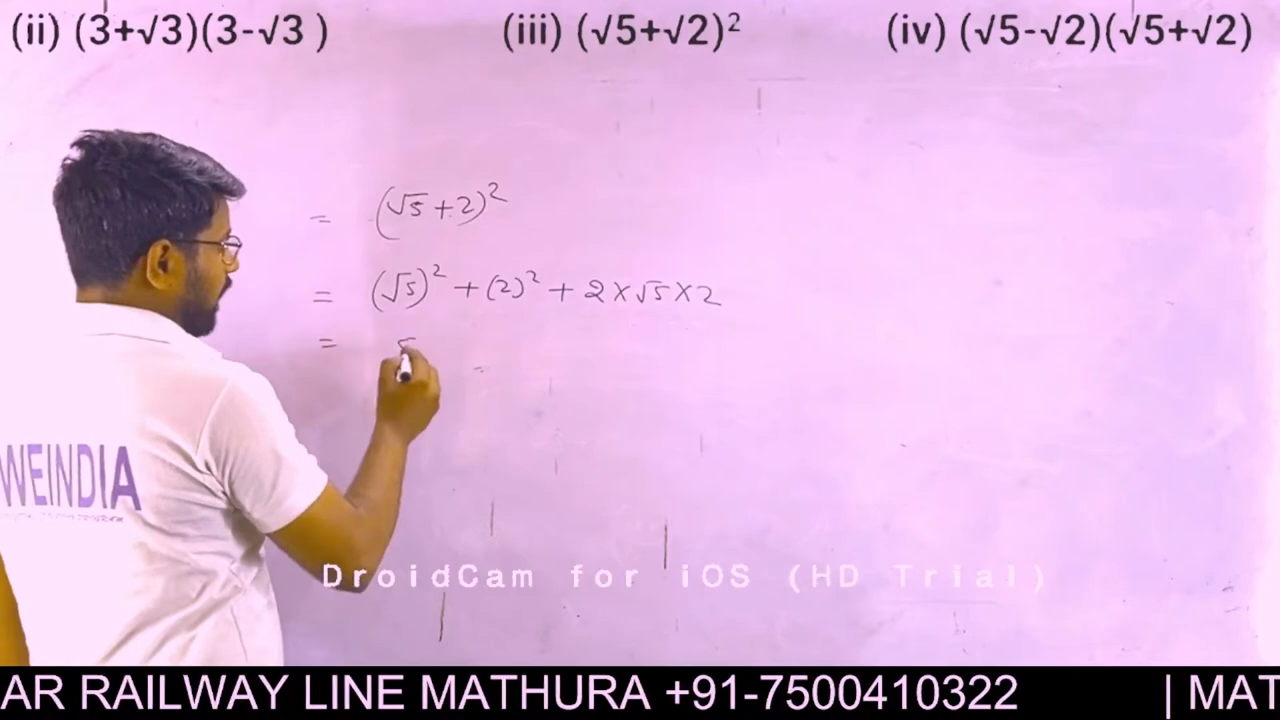 (ii) (3+√3)(3-√3 ) (iii) (√5+√2)² (iv) (√5-√2)(√5+√2)
= (√5+2)²
= (√5)² + (2)² + 2×√5×2
= 5
WEINDIA
DroidCam for iOS (HD Trial)
AR RAILWAY LINE MATHURA +91-7500410322 | MAT